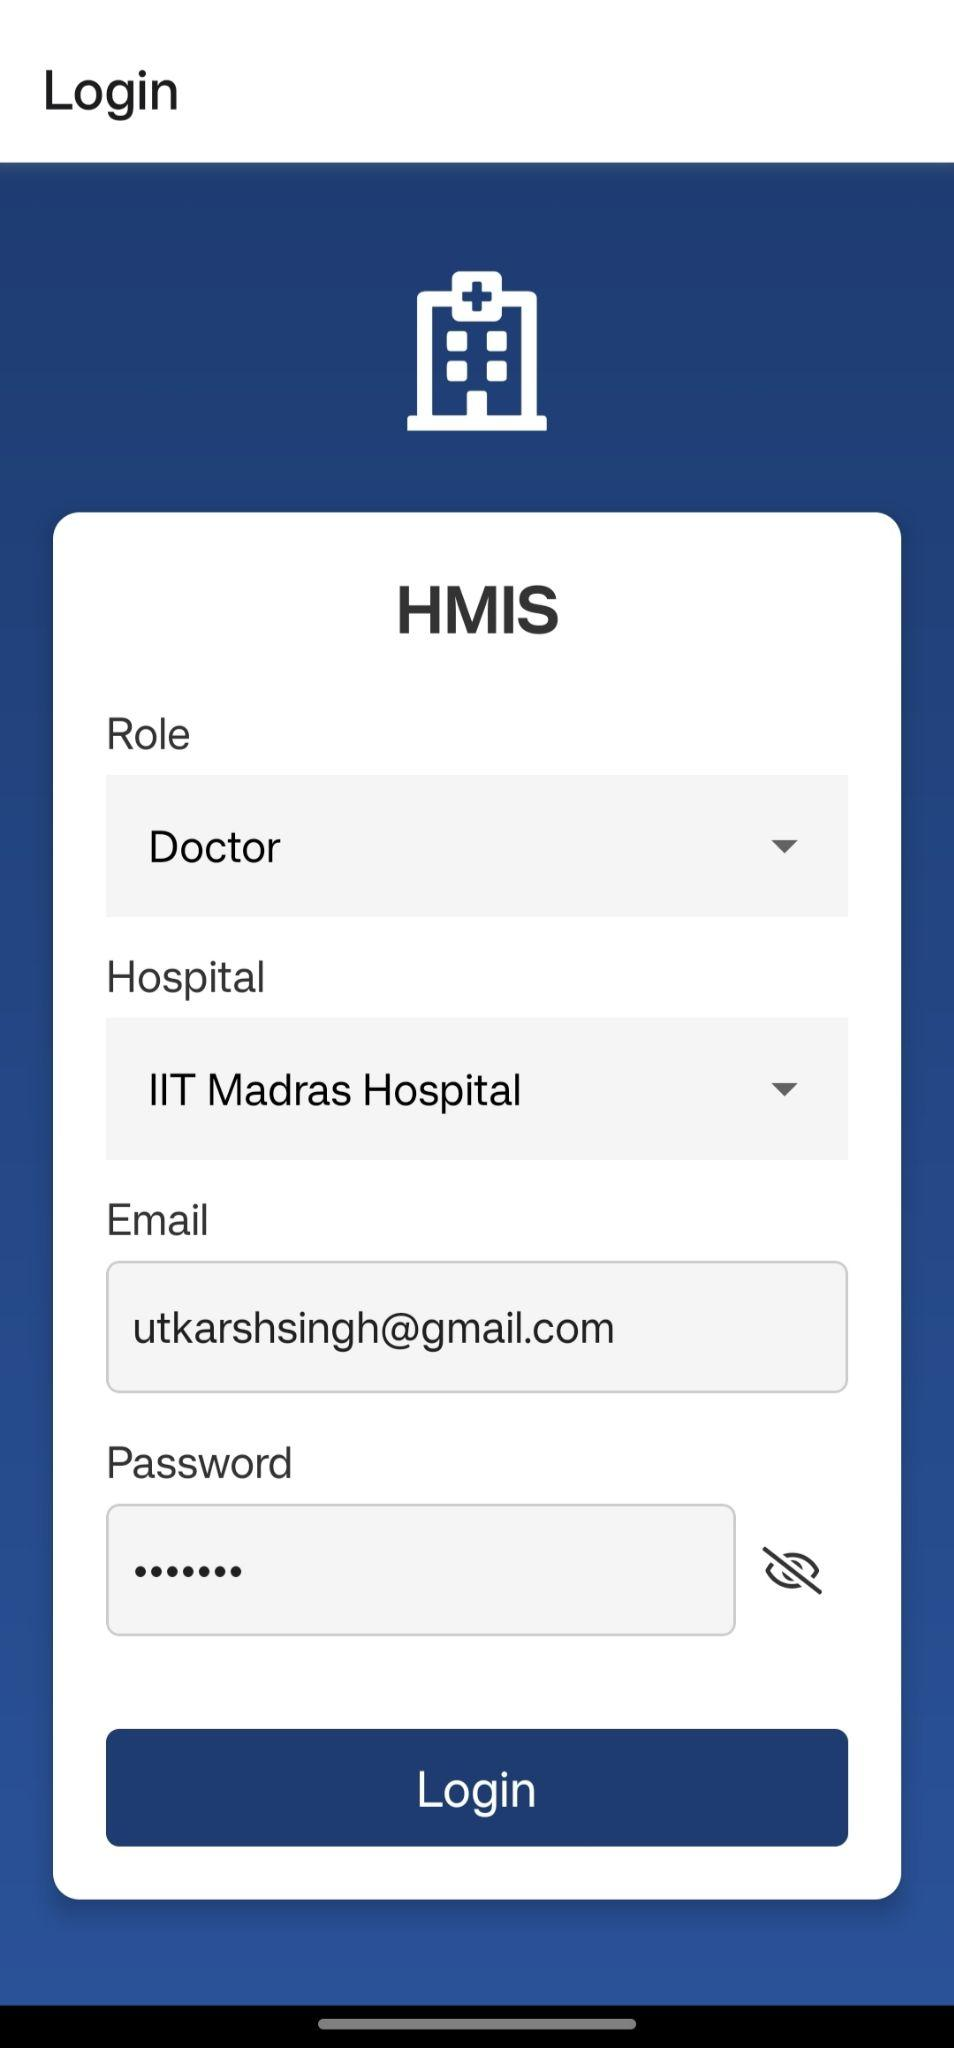 Login
HMIS
Role
Doctor
Hospital
IIT Madras Hospital
Email
utkarshsingh@gmail.com
Password
•••••••
Login